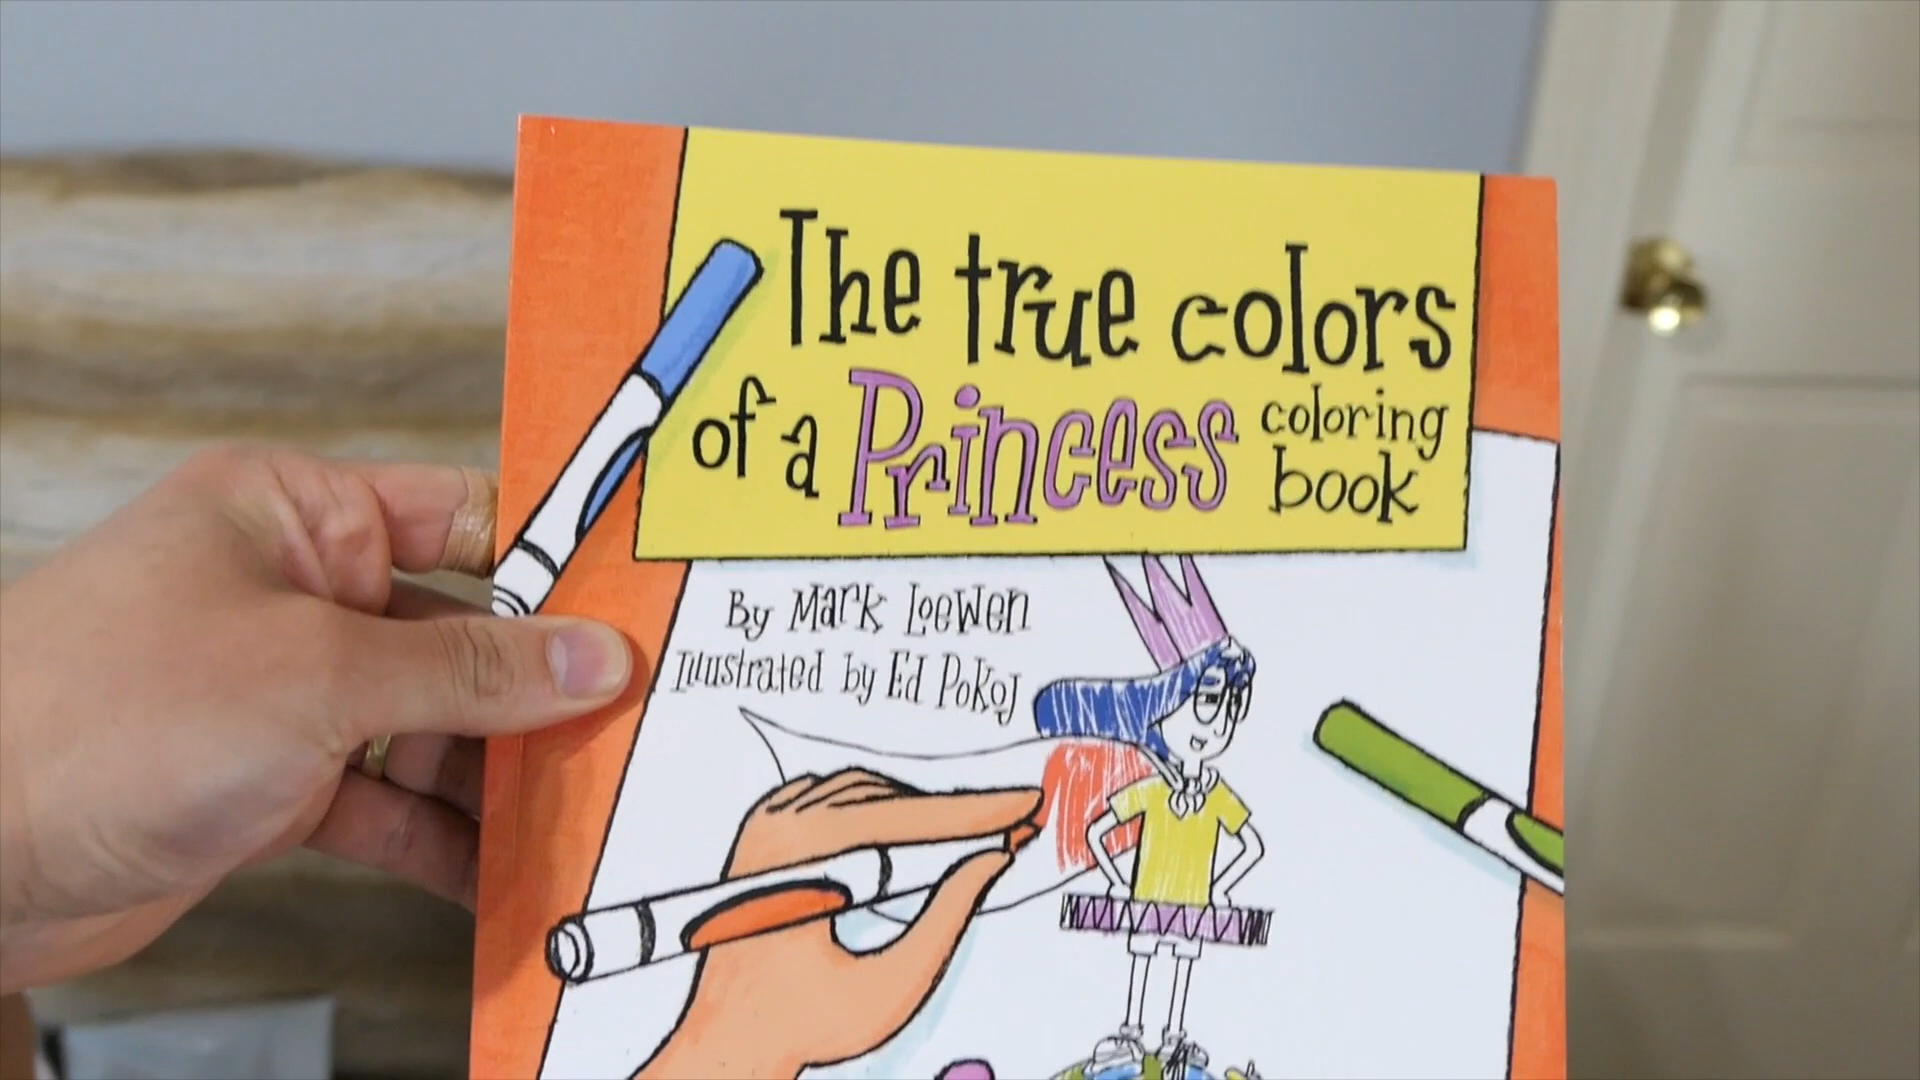 The true colors
of a Princess coloring
book
By Mark Loewen
Illustrated by Ed Pokoj